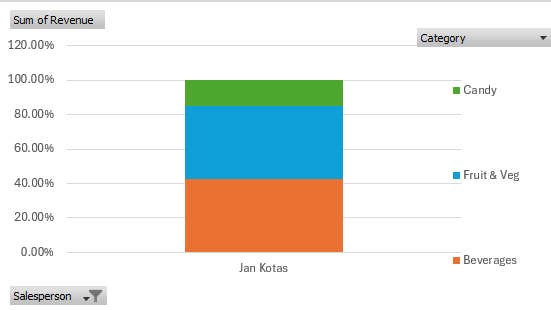 Sum of Revenue
Category
120.00%
100.00%
80.00%
60.00%
40.00%
20.00%
0.00%
Candy
Fruit & Veg
Beverages
Jan Kotas
Salesperson